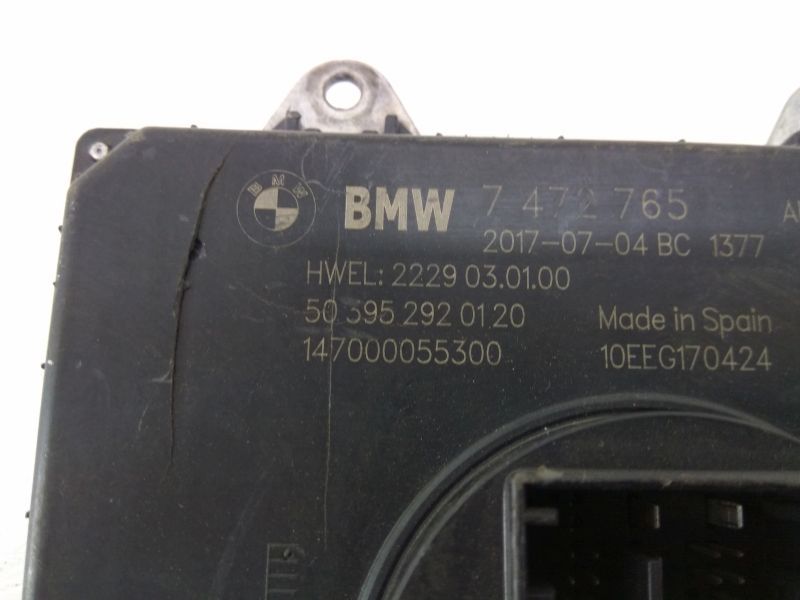 BMW
BMW 7 472 765
2017-07-04 BC 1377
HWEL: 2229 03.01.00
50 395 292 01 20 Made in Spain
147000055300 10EEG170424